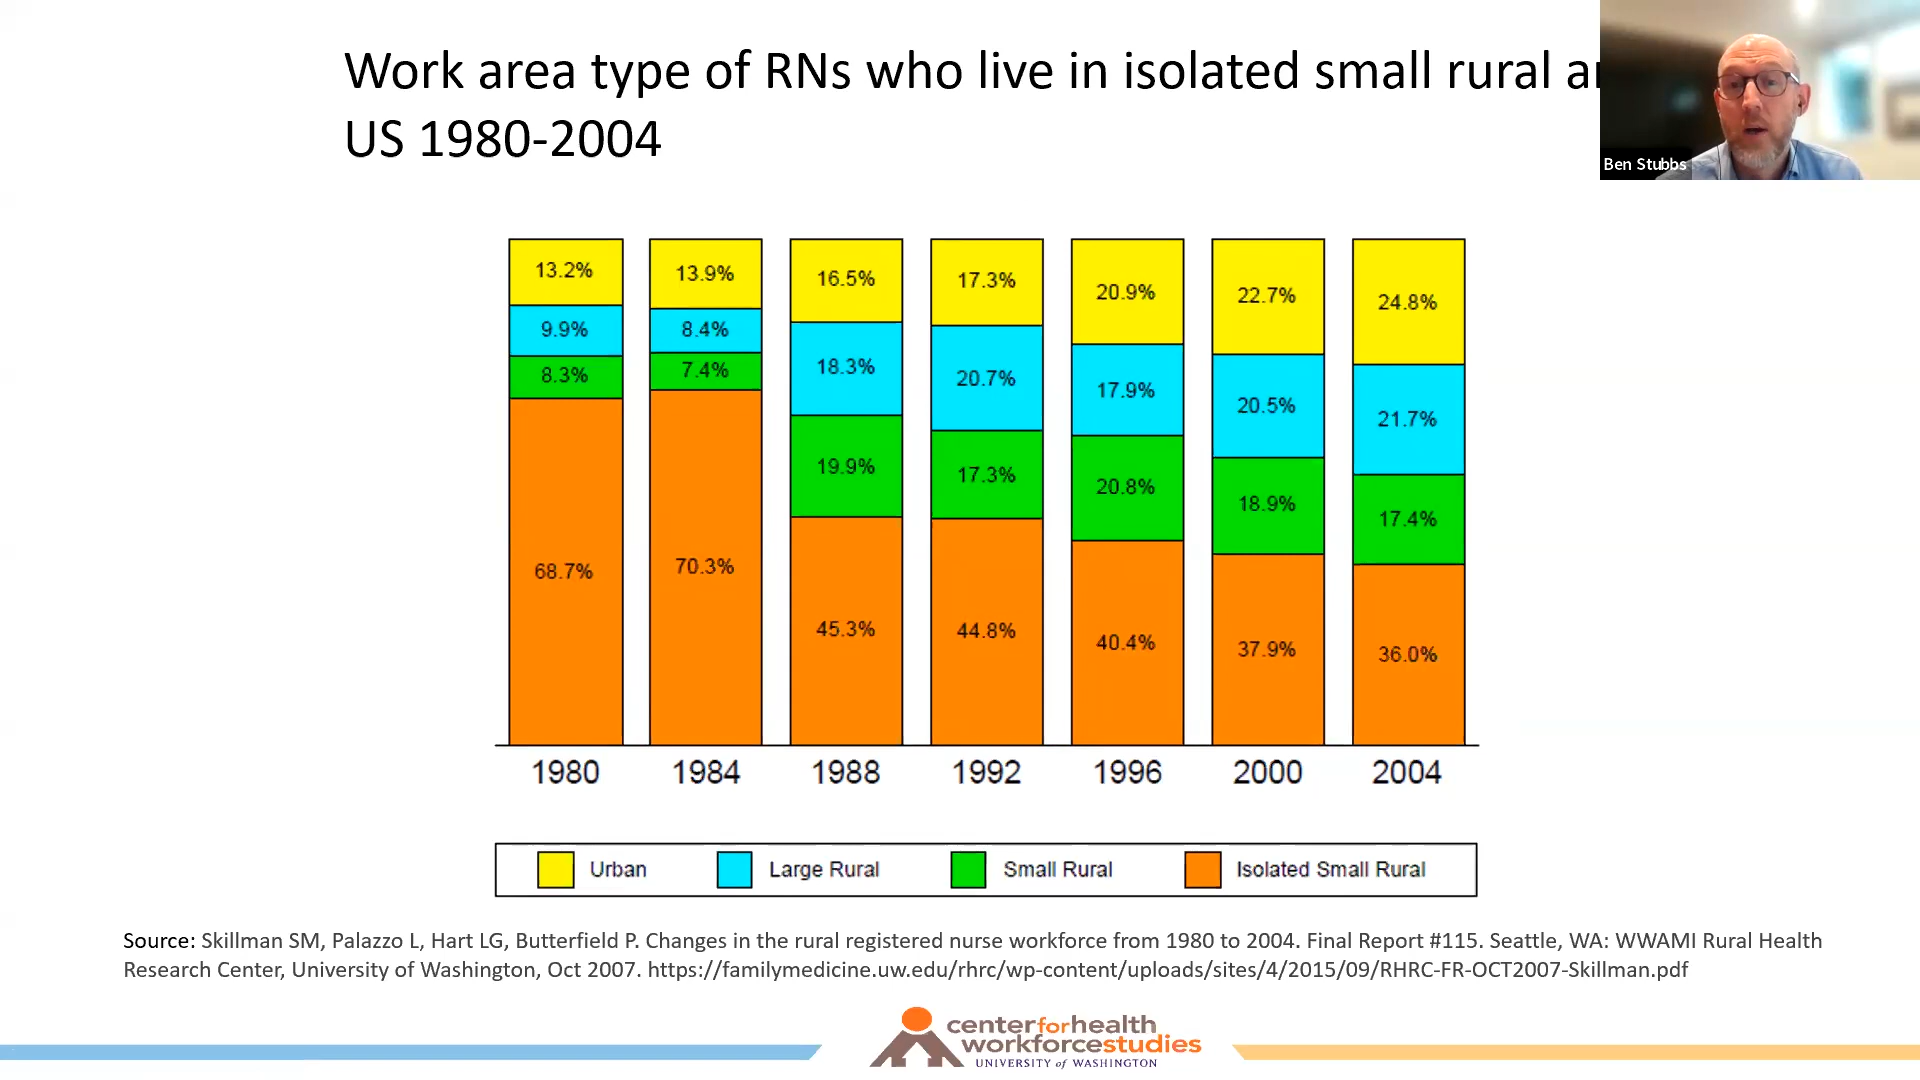 Work area type of RNs who live in isolated small rural
US 1980-2004
Ben Stubbs
13.2% 13.9% 16.5% 17.3% 20.9% 22.7% 24.8%
9.9% 8.4% 18.3% 20.7% 17.9% 20.5% 21.7%
8.3% 7.4% 19.9% 17.3% 20.8% 18.9% 17.4%
68.7% 70.3% 45.3% 44.8% 40.4% 37.9% 36.0%
1980 1984 1988 1992 1996 2000 2004
Urban Large Rural Small Rural Isolated Small Rural
Source: Skillman SM, Palazzo L, Hart LG, Butterfield P. Changes in the rural registered nurse workforce from 1980 to 2004. Final Report #115. Seattle, WA: WWAMI Rural Health
Research Center, University of Washington, Oct 2007. https://familymedicine.uw.edu/rhrc/wp-content/uploads/sites/4/2015/09/RHRC-FR-OCT2007-Skillman.pdf
centerforhealth
workforcestudies
UNIVERSITY of WASHINGTON